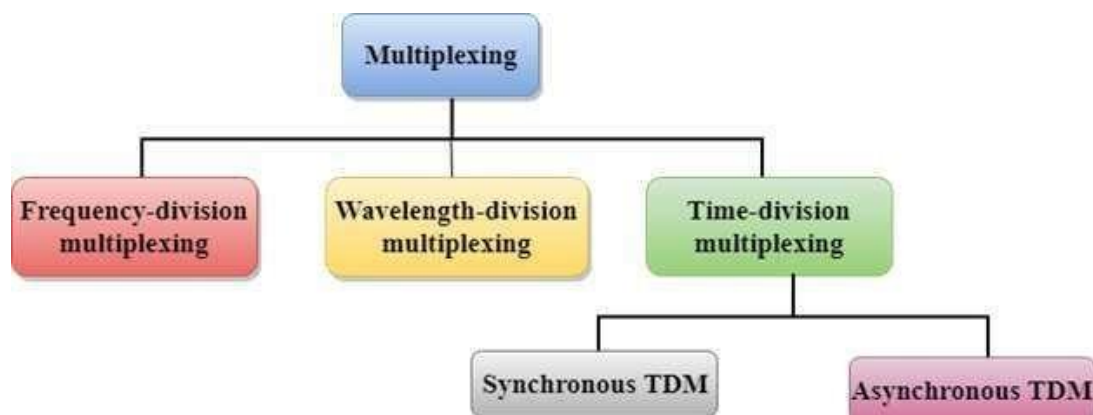 Multiplexing
Frequency-division
multiplexing
Wavelength-division
multiplexing
Time-division
multiplexing
Synchronous TDM
Asynchronous TDM